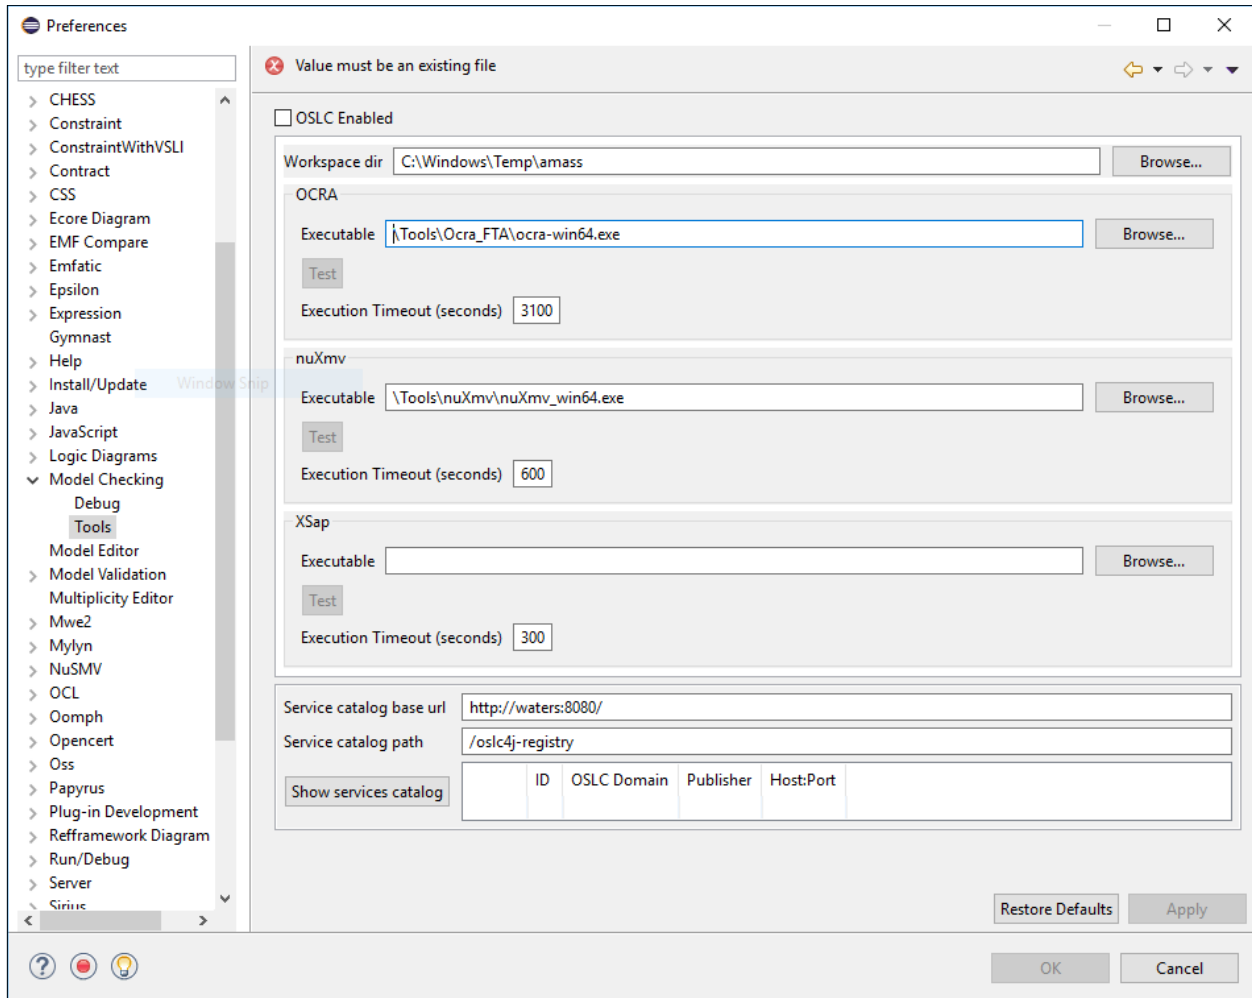 Preferences
type filter text
CHESS
Constraint
ConstraintWithVSLI
Contract
CSS
Ecore Diagram
EMF Compare
Emfatic
Epsilon
Expression
Gymnast
Help
Install/Update
Java
JavaScript
Logic Diagrams
Model Checking
Debug
Tools
Model Editor
Model Validation
Multiplicity Editor
Mwe2
Mylyn
NuSMV
OCL
Oomph
Opencert
Oss
Papyrus
Plug-in Development
Refframework Diagram
Run/Debug
Server
Sirius
Window Snip
Value must be an existing file
OSLC Enabled
Workspace dir C:\Windows\Temp\amass Browse...
OCRA
Executable \Tools\Ocra_FTA\ocra-win64.exe Browse...
Test
Execution Timeout (seconds) 3100
nuXmv
Executable \Tools\nuXmv\nuXmv_win64.exe Browse...
Test
Execution Timeout (seconds) 600
XSap
Executable Browse...
Test
Execution Timeout (seconds) 300
Service catalog base url http://waters:8080/
Service catalog path /oslc4j-registry
Show services catalog ID OSLC Domain Publisher Host:Port
Restore Defaults Apply
OK Cancel